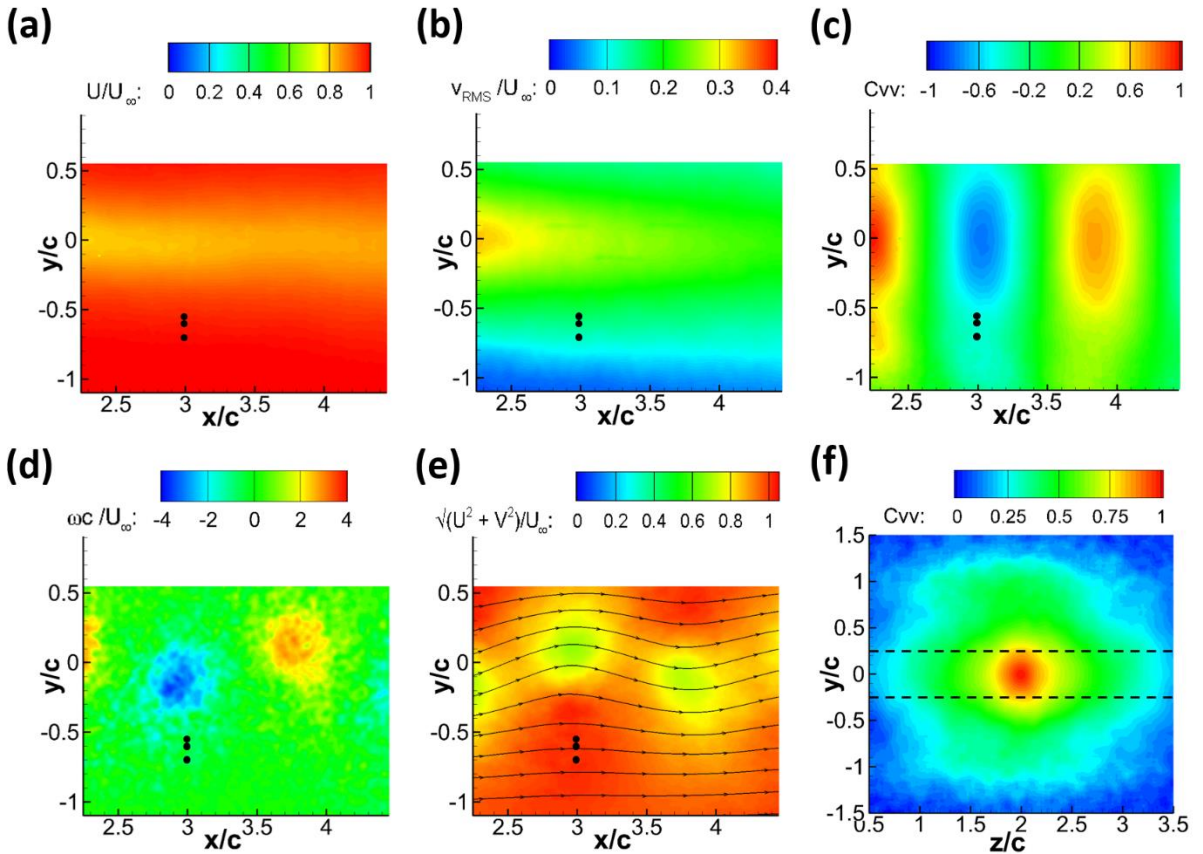 (a)
U/U∞: 0 0.2 0.4 0.6 0.8 1
y/c
0.5
0
-0.5
-1
2.5 3 3.5 4
x/c
(b)
vRMS /U∞: 0 0.1 0.2 0.3 0.4
y/c
0.5
0
-0.5
-1
2.5 3 3.5 4
x/c
(c)
Cvv: -1 -0.6 -0.2 0.2 0.6 1
y/c
0.5
0
-0.5
-1
2.5 3 3.5 4
x/c
(d)
ωc /U∞: -4 -2 0 2 4
y/c
0.5
0
-0.5
-1
2.5 3 3.5 4
x/c
(e)
√(U² + V²)/U∞: 0 0.2 0.4 0.6 0.8 1
y/c
0.5
0
-0.5
-1
2.5 3 3.5 4
x/c
(f)
Cvv: 0 0.25 0.5 0.75 1
y/c
1.5
1
0.5
0
-0.5
-1
-1.5
0.5 1 1.5 2 2.5 3 3.5
z/c